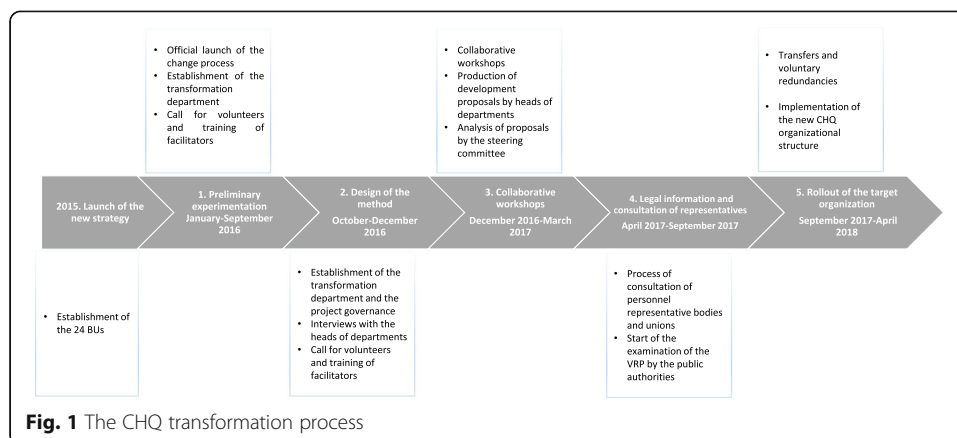 • Official launch of the
change process
• Establishment of the
transformation
department
• Call for volunteers
and training of
facilitators
• Collaborative
workshops
• Production of
development
proposals by heads of
departments
• Analysis of proposals
by the steering
committee
• Transfers and
voluntary
redundancies
• Implementation of
the new CHQ
organizational
structure
2015. Launch of the
new strategy
1. Preliminary
experimentation
January-September
2016
2. Design of the
method
October-December
2016
3. Collaborative
workshops
December 2016-March
2017
4. Legal information and
consultation of representatives
April 2017-September 2017
5. Rollout of the target
organization
September 2017-April
2018
• Establishment of
the 24 BUs
• Establishment of the
transformation
department and the
project governance
• Interviews with the
heads of departments
• Call for volunteers
and training of
facilitators
• Process of
consultation of
personnel
representative bodies
and unions
• Start of the
examination of the
VRP by the public
authorities
Fig. 1 The CHQ transformation process